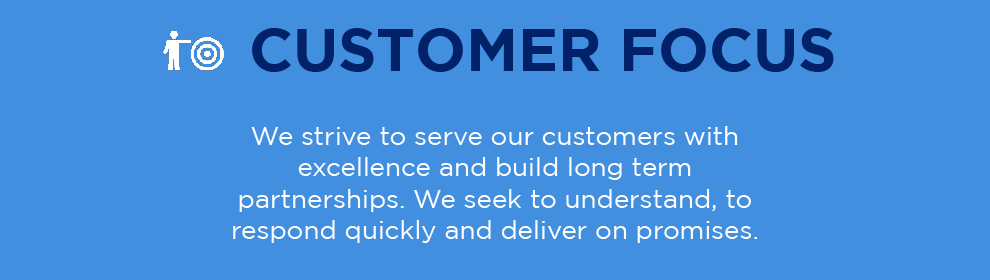 CUSTOMER FOCUS
We strive to serve our customers with
excellence and build long term
partnerships. We seek to understand, to
respond quickly and deliver on promises.